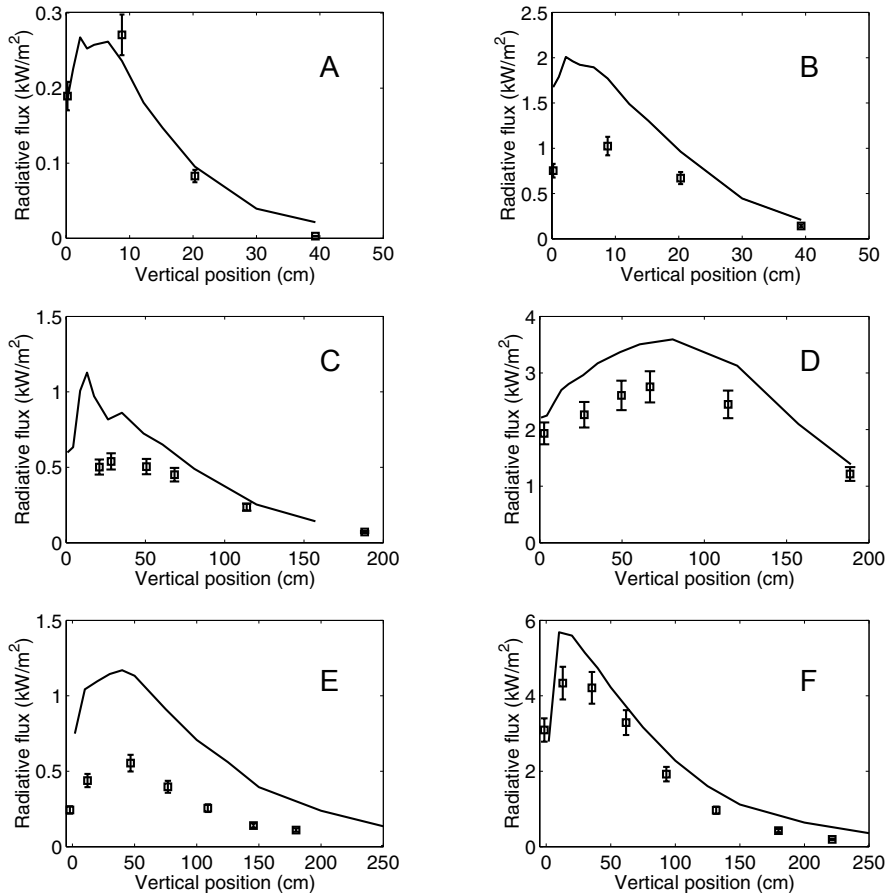 0.3
0.2
0.1
0
Radiative flux (kW/m²)
A
0 10 20 30 40 50
Vertical position (cm)
2.5
2
1.5
1
0.5
0
Radiative flux (kW/m²)
B
0 10 20 30 40 50
Vertical position (cm)
1.5
1
0.5
0
Radiative flux (kW/m²)
C
0 50 100 150 200
Vertical position (cm)
4
3
2
1
0
Radiative flux (kW/m²)
D
0 50 100 150 200
Vertical position (cm)
1.5
1
0.5
0
Radiative flux (kW/m²)
E
0 50 100 150 200 250
Vertical position (cm)
6
4
2
0
Radiative flux (kW/m²)
F
0 50 100 150 200 250
Vertical position (cm)